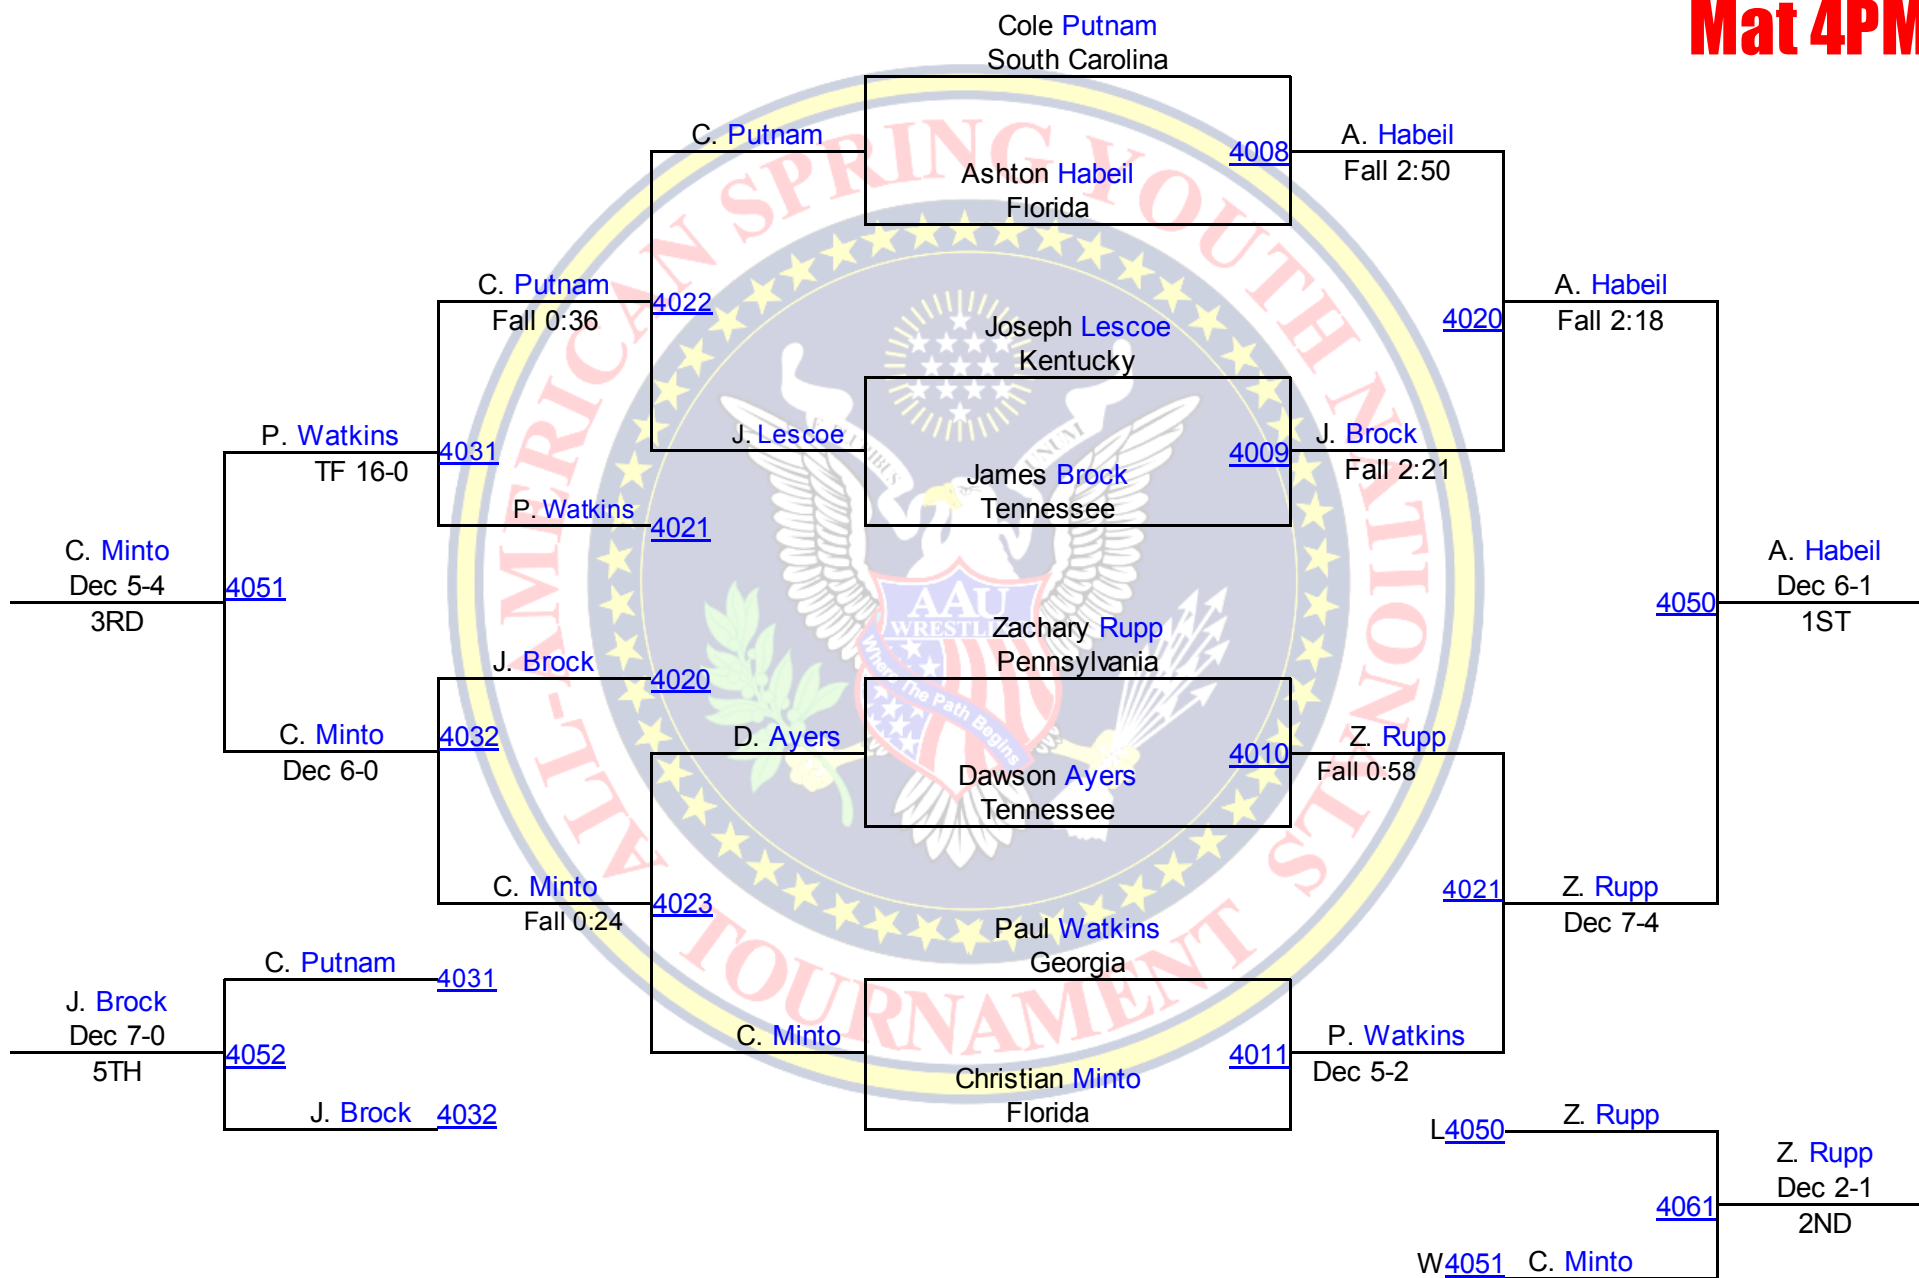 Mat 4PM
Cole Putnam
South Carolina
C. Putnam
4008
A. Habeil
Fall 2:50
Ashton Habeil
Florida
C. Putnam
Fall 0:36
4022
A. Habeil
Fall 2:18
4020
Joseph Lescoe
Kentucky
P. Watkins
TF 16-0
4031
J. Lescoe
4009
J. Brock
Fall 2:21
James Brock
Tennessee
P. Watkins
4021
C. Minto
Dec 5-4
3RD
4051
A. Habeil
Dec 6-1
1ST
4050
Zachary Rupp
Pennsylvania
J. Brock
4020
C. Minto
Dec 6-0
4032
D. Ayers
4010
Z. Rupp
Fall 0:58
Dawson Ayers
Tennessee
C. Minto
Fall 0:24
4023
4021
Z. Rupp
Dec 7-4
Paul Watkins
Georgia
C. Putnam
4031
J. Brock
Dec 7-0
5TH
4052
C. Minto
4011
P. Watkins
Dec 5-2
Christian Minto
Florida
J. Brock
4032
L4050
Z. Rupp
Z. Rupp
Dec 2-1
2ND
4061
W4051
C. Minto
ALL-AMERICAN SPRING YOUTH NATIONALS
TOURNAMENT
E PLURIBUS UNUM
AAU
WRESTL
Where The Path Begins